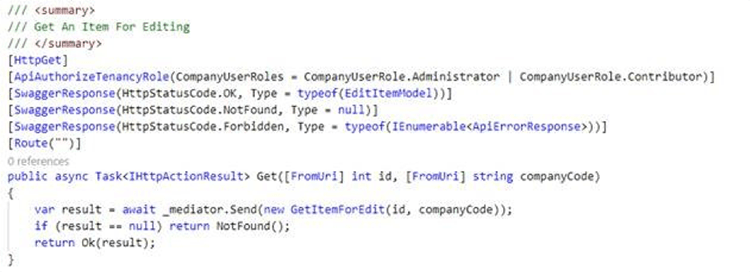 /// <summary>
/// Get An Item For Editing
/// </summary>
[HttpGet]
[ApiAuthorizeTenancyRole(CompanyUserRoles = CompanyUserRole.Administrator | CompanyUserRole.Contributor)]
[SwaggerResponse(HttpStatusCode.OK, Type = typeof(EditItemModel))]
[SwaggerResponse(HttpStatusCode.NotFound, Type = null)]
[SwaggerResponse(HttpStatusCode.Forbidden, Type = typeof(IEnumerable<ApiErrorResponse>))]
[Route("")]
0 references
public async Task<IHttpActionResult> Get([FromUri] int id, [FromUri] string companyCode)
{
    var result = await _mediator.Send(new GetItemForEdit(id, companyCode));
    if (result == null) return NotFound();
    return Ok(result);
}